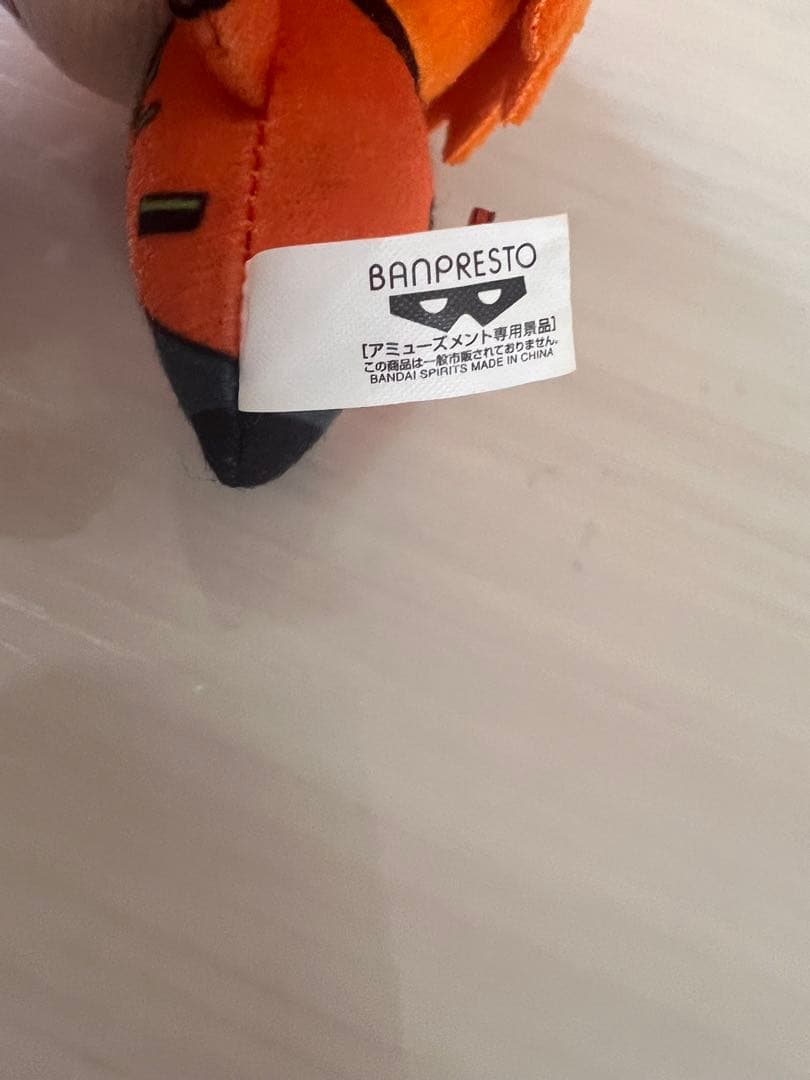 BANPRESTO
[アミューズメント専用景品]
この商品は一般市販されておりません。
BANDAI SPIRITS MADE IN CHINA